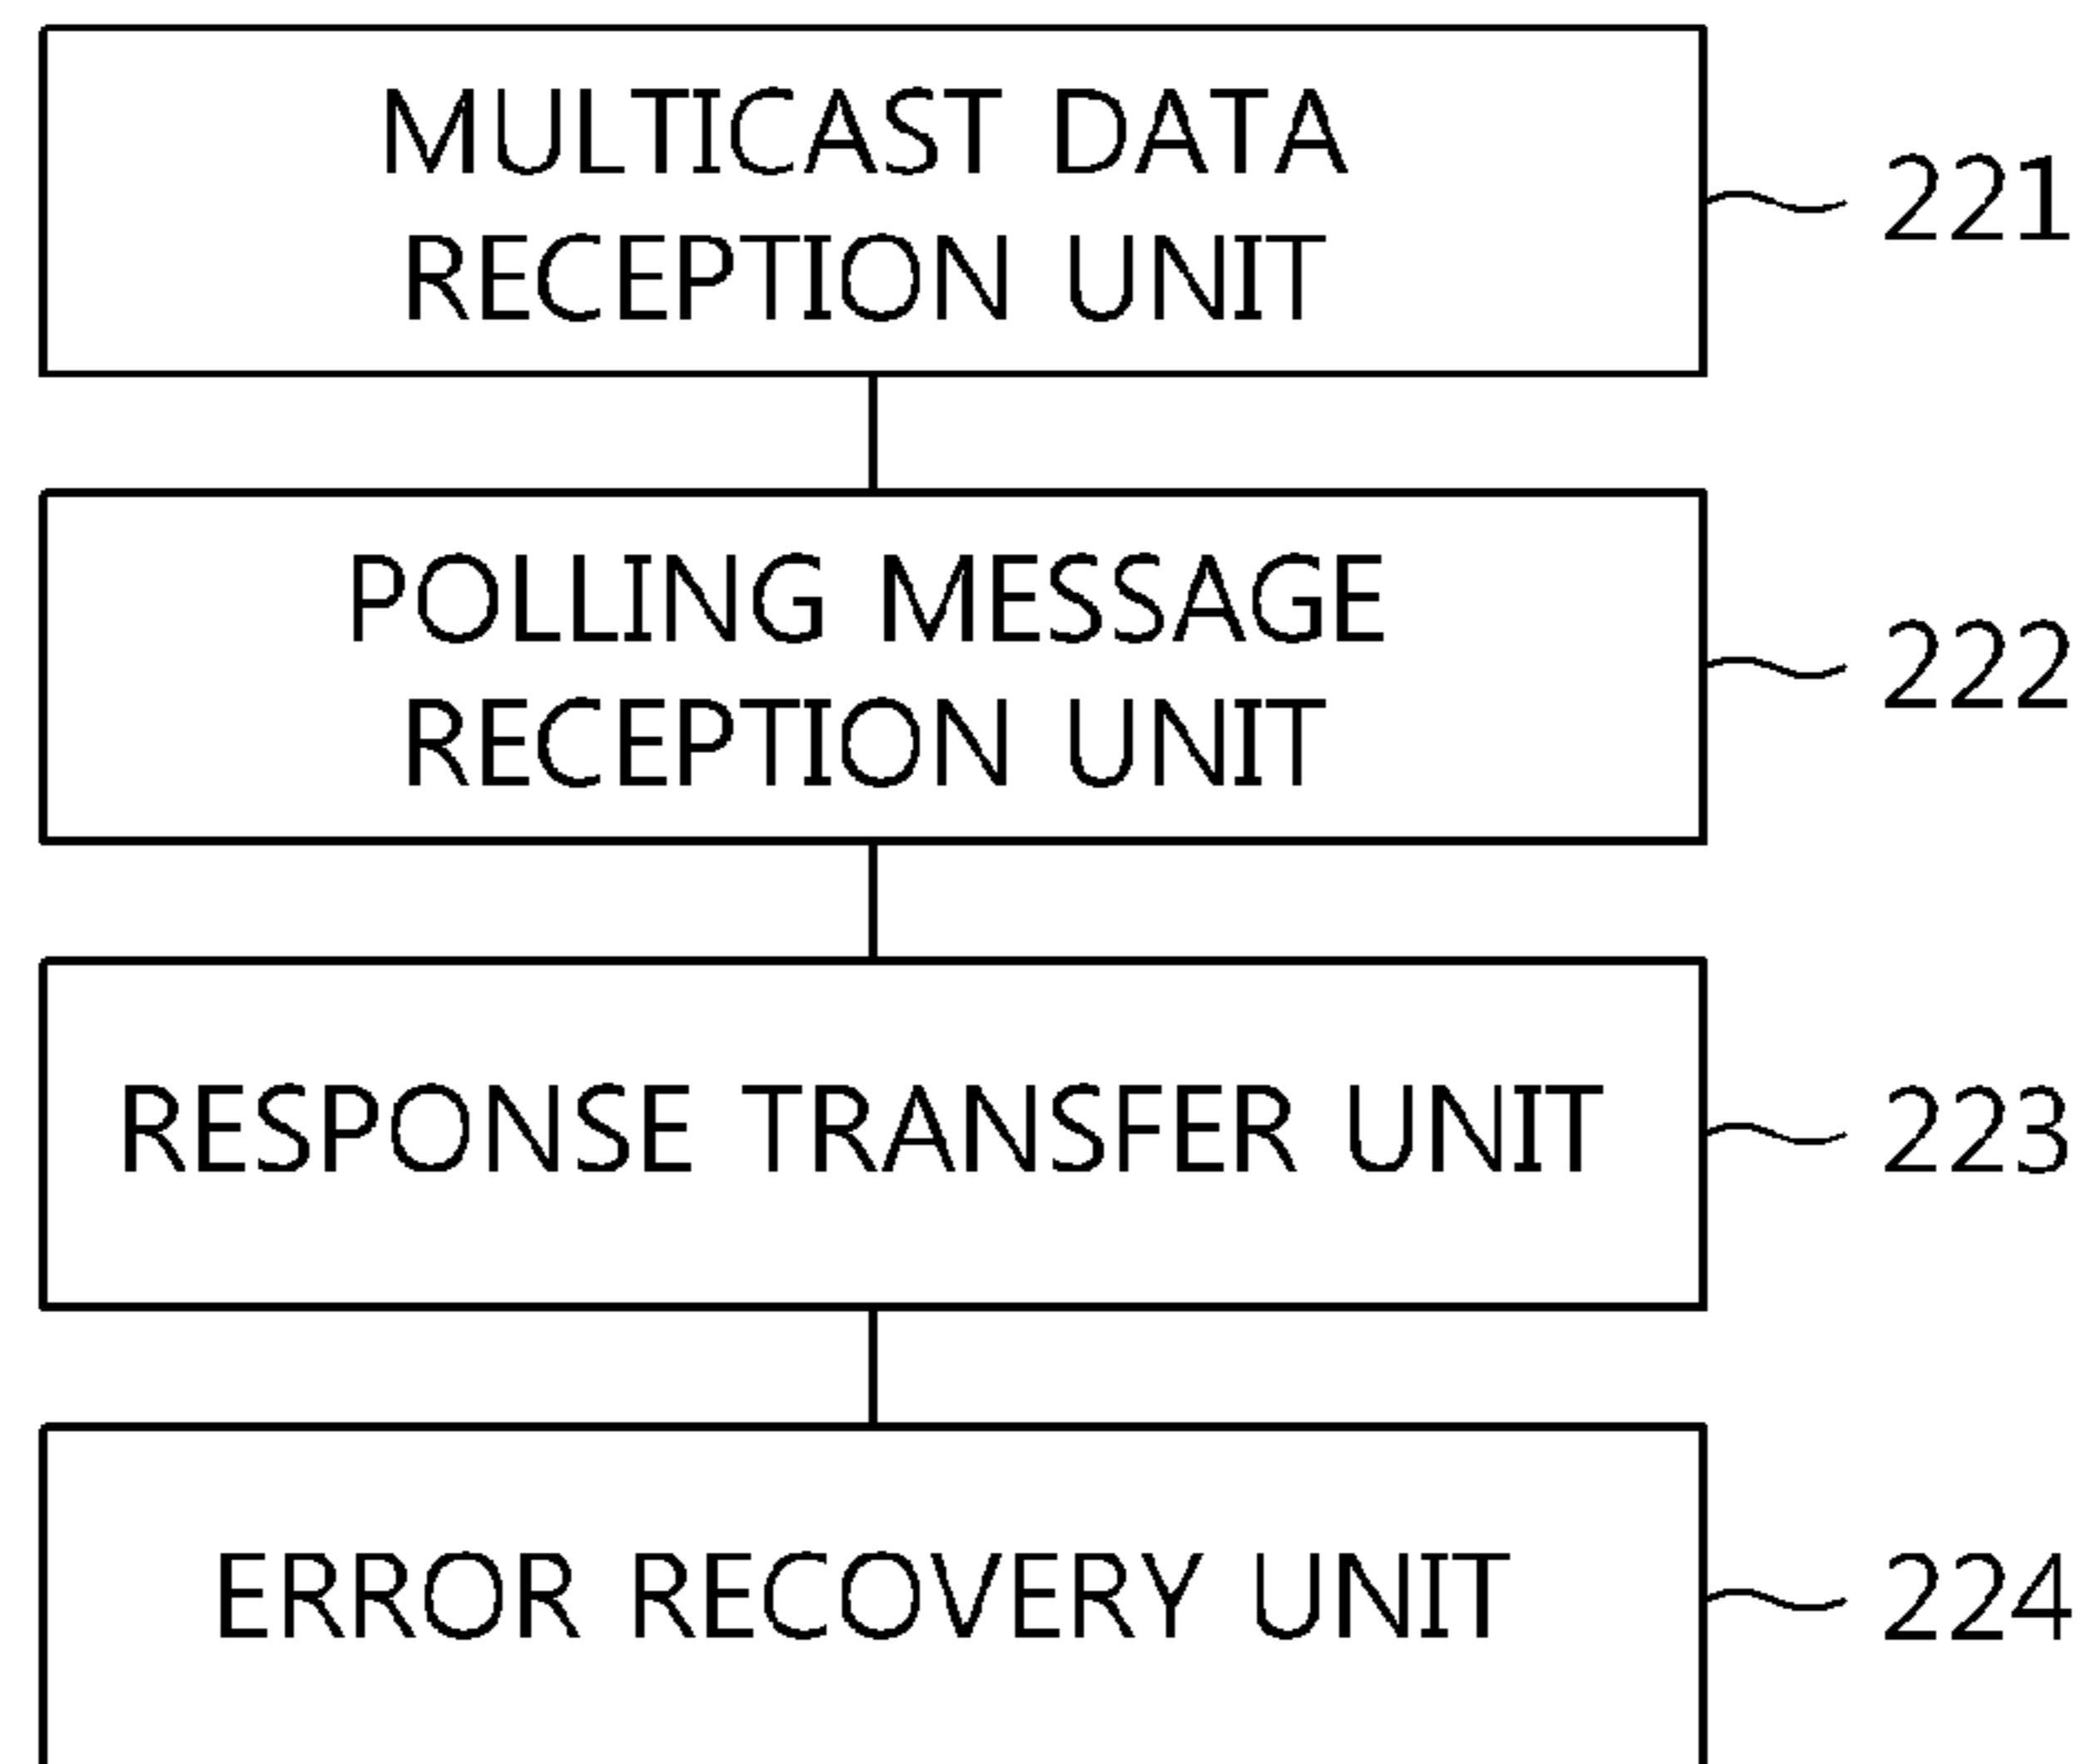 MULTICAST DATA
RECEPTION UNIT
221
POLLING MESSAGE
RECEPTION UNIT
222
RESPONSE TRANSFER UNIT
223
ERROR RECOVERY UNIT
224